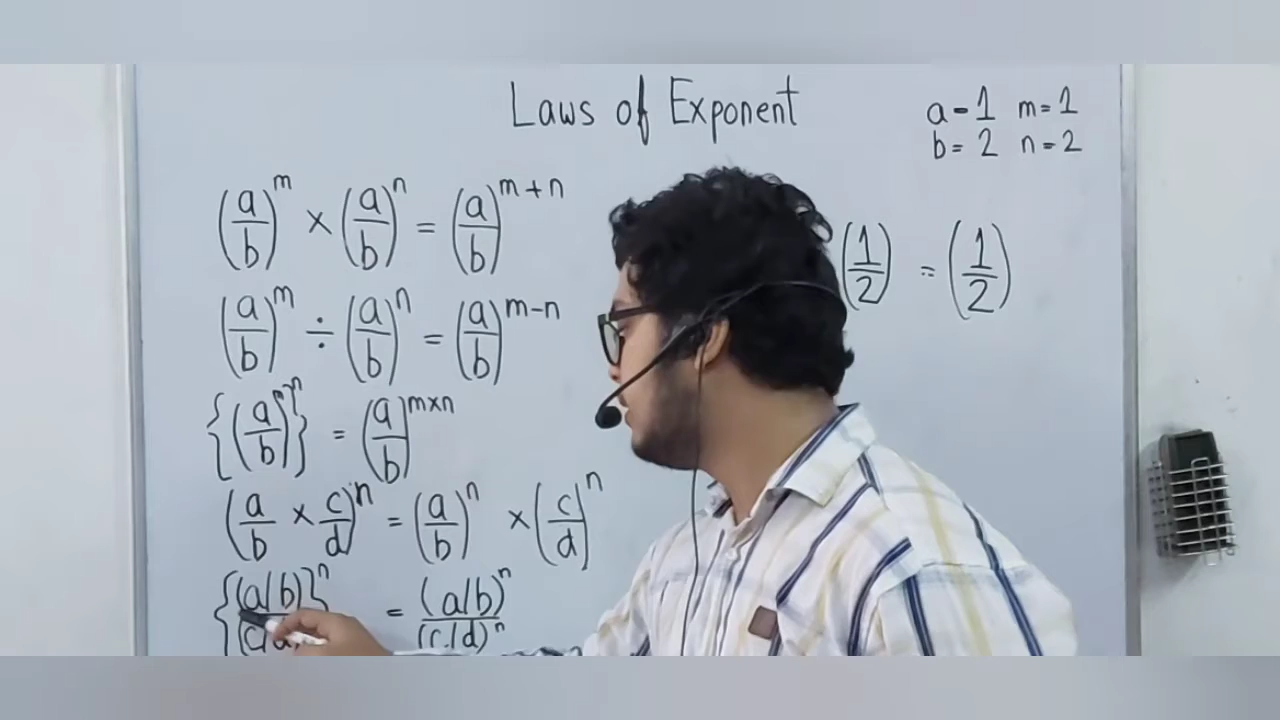 Laws of Exponent
a = 1 m = 1
b = 2 n = 2
(a/b)^m × (a/b)^n = (a/b)^(m+n)
(1/2) = (1/2)
(a/b)^m ÷ (a/b)^n = (a/b)^(m-n)
{(a/b)^m}^n = (a/b)^(m×n)
(a/b × c/d)^n = (a/b)^n × (c/d)^n
{(a/b)}^n = (a/b)^n
(c/d)^n